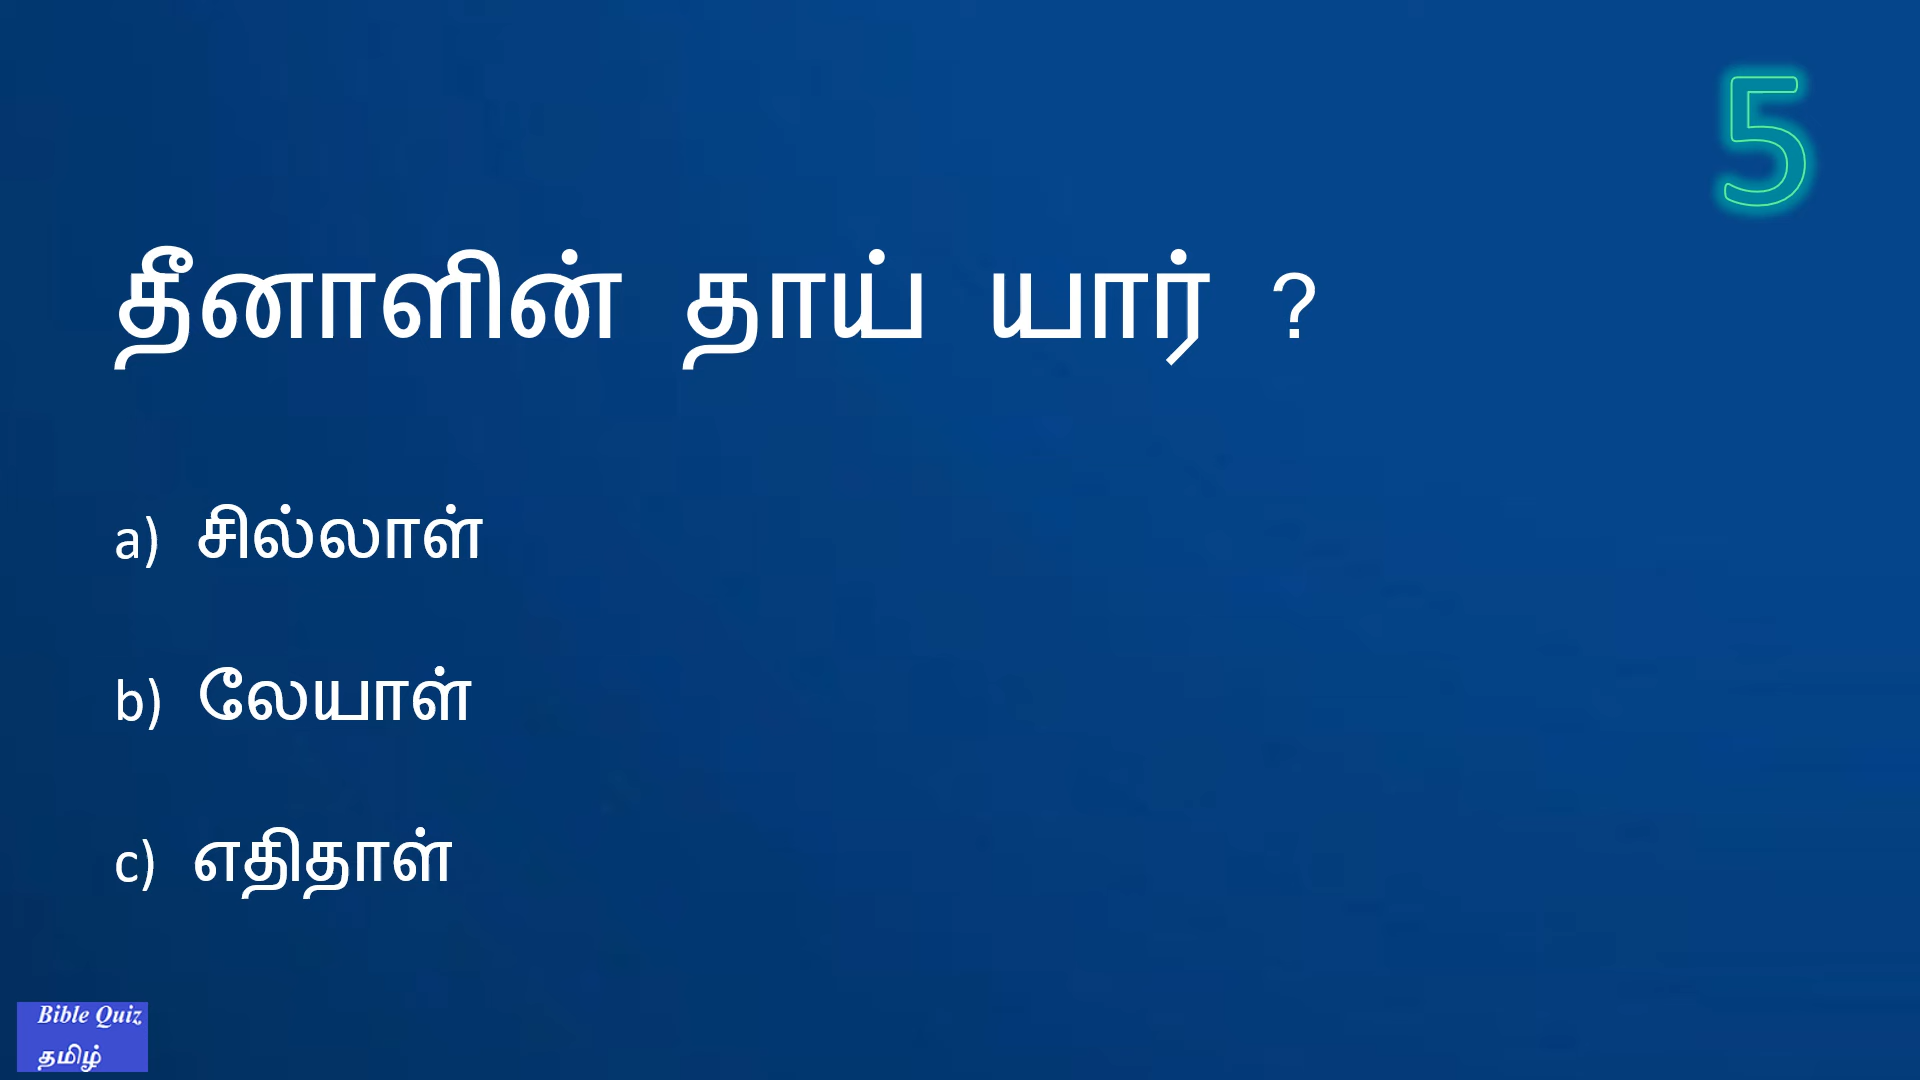 5
தீனாளின் தாய் யார் ?
a) சில்லாள்
b) லேயாள்
c) எதிதாள்
Bible Quiz
தமிழ்